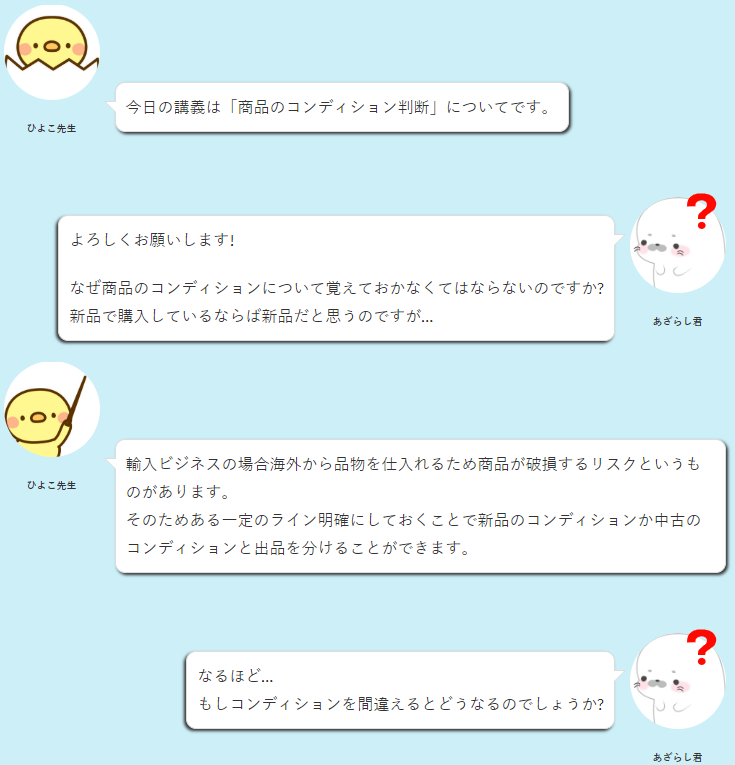 今日の講義は「商品のコンディション判断」についてです。
ひよこ先生
よろしくお願いします!
なぜ商品のコンディションについて覚えておかなくてはならないのですか?
新品で購入しているならば新品だと思うのですが...
?
あざらし君
輸入ビジネスの場合海外から品物を仕入れるため商品が破損するリスクというも
のがあります。
そのためある一定のライン明確にしておくことで新品のコンディションか中古の
コンディションと出品を分けることができます。
ひよこ先生
なるほど...
もしコンディションを間違えるとどうなるのでしょうか?
?
あざらし君